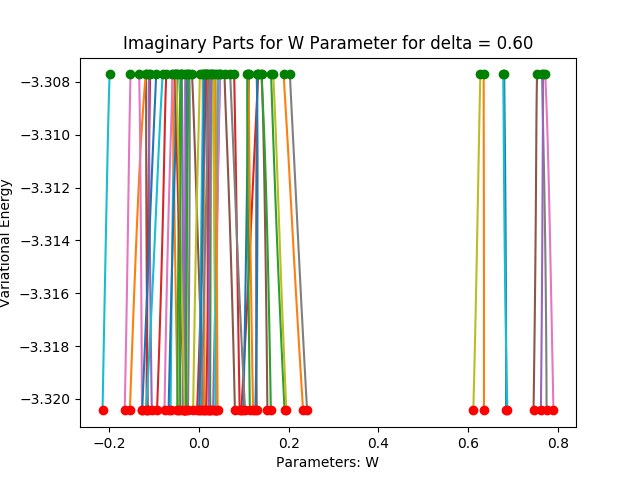 Imaginary Parts for W Parameter for delta = 0.60
Variational Energy
−3.308
−3.310
−3.312
−3.314
−3.316
−3.318
−3.320
−0.2 0.0 0.2 0.4 0.6 0.8
Parameters: W